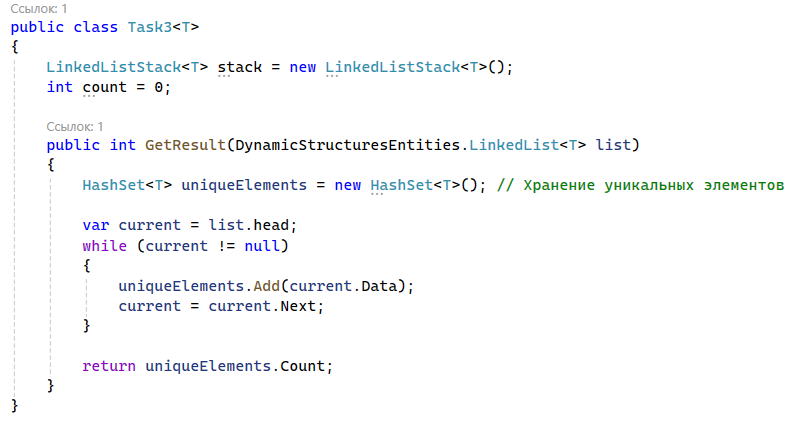 Ссылок: 1
public class Task3<T>
{
    LinkedListStack<T> stack = new LinkedListStack<T>();
    int count = 0;
    Ссылок: 1
    public int GetResult(DynamicStructuresEntities.LinkedList<T> list)
    {
        HashSet<T> uniqueElements = new HashSet<T>(); // Хранение уникальных элементов
        var current = list.head;
        while (current != null)
        {
            uniqueElements.Add(current.Data);
            current = current.Next;
        }
        return uniqueElements.Count;
    }
}